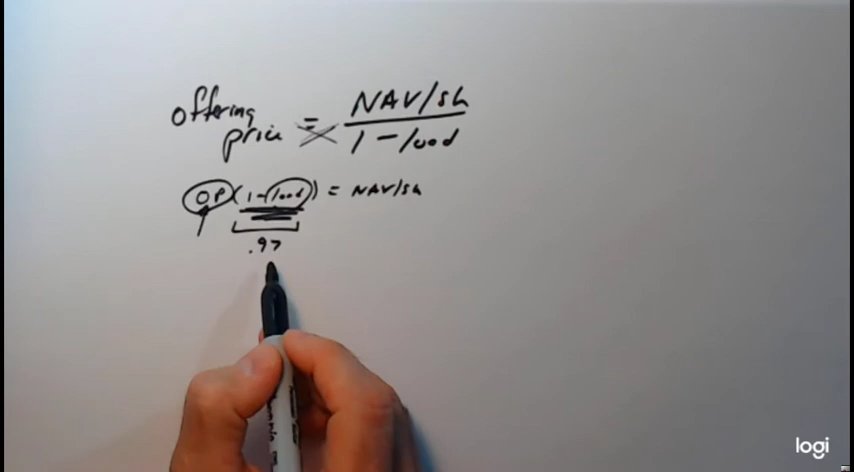 offering price = NAV/sh
1 - load
OP (1 - load) = NAV/sh
.97
logi